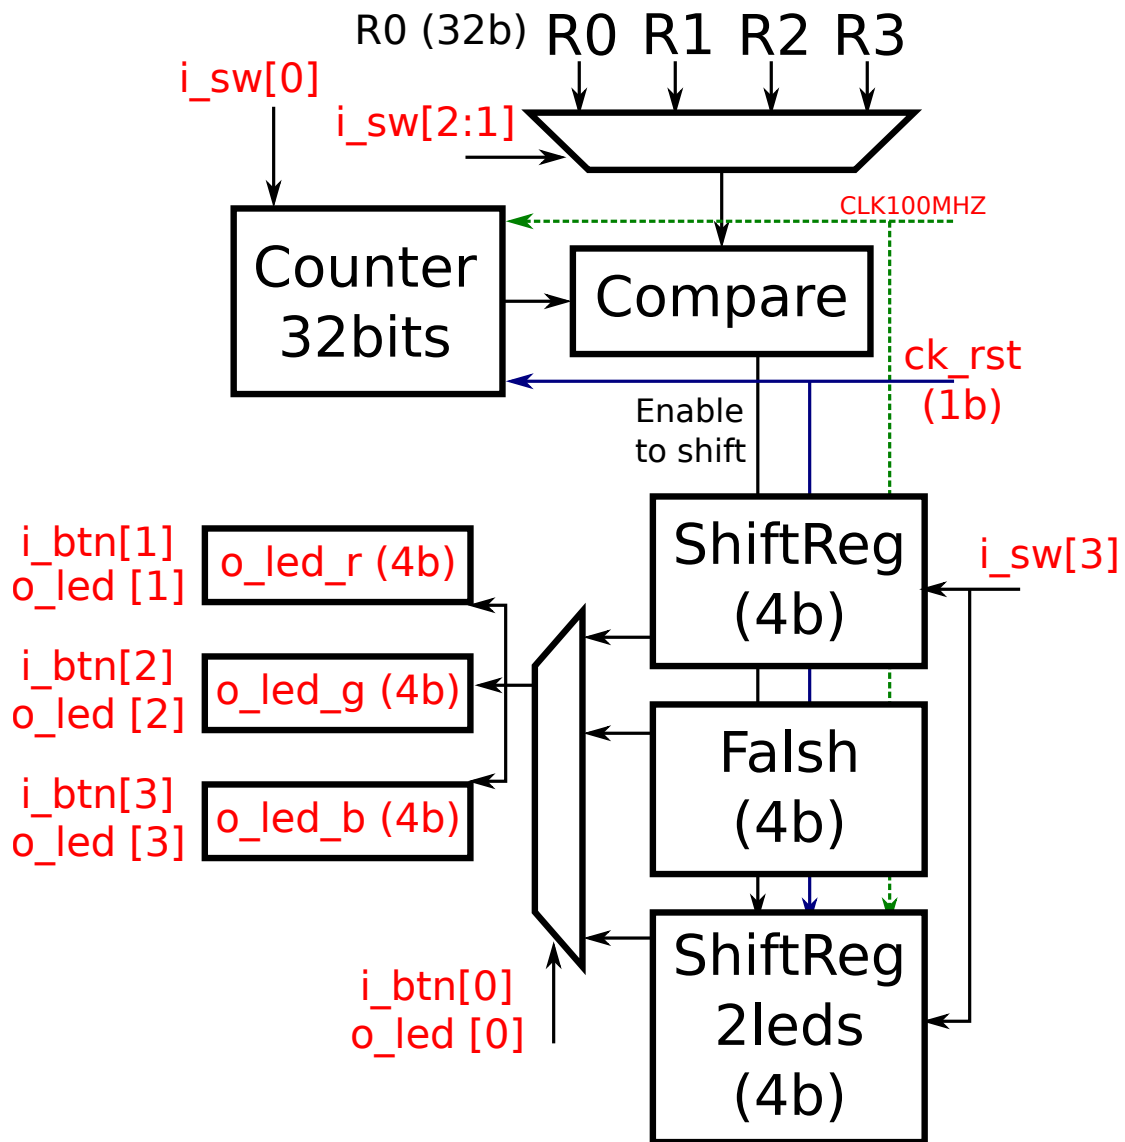 R0 (32b)
R0 R1 R2 R3
i_sw[0]
i_sw[2:1]
CLK100MHZ
Counter
32bits
Compare
ck_rst
(1b)
Enable
to shift
ShiftReg
(4b)
i_sw[3]
i_btn[1]
o_led [1]
o_led_r (4b)
i_btn[2]
o_led [2]
o_led_g (4b)
Falsh
(4b)
i_btn[3]
o_led [3]
o_led_b (4b)
i_btn[0]
o_led [0]
ShiftReg
2leds
(4b)